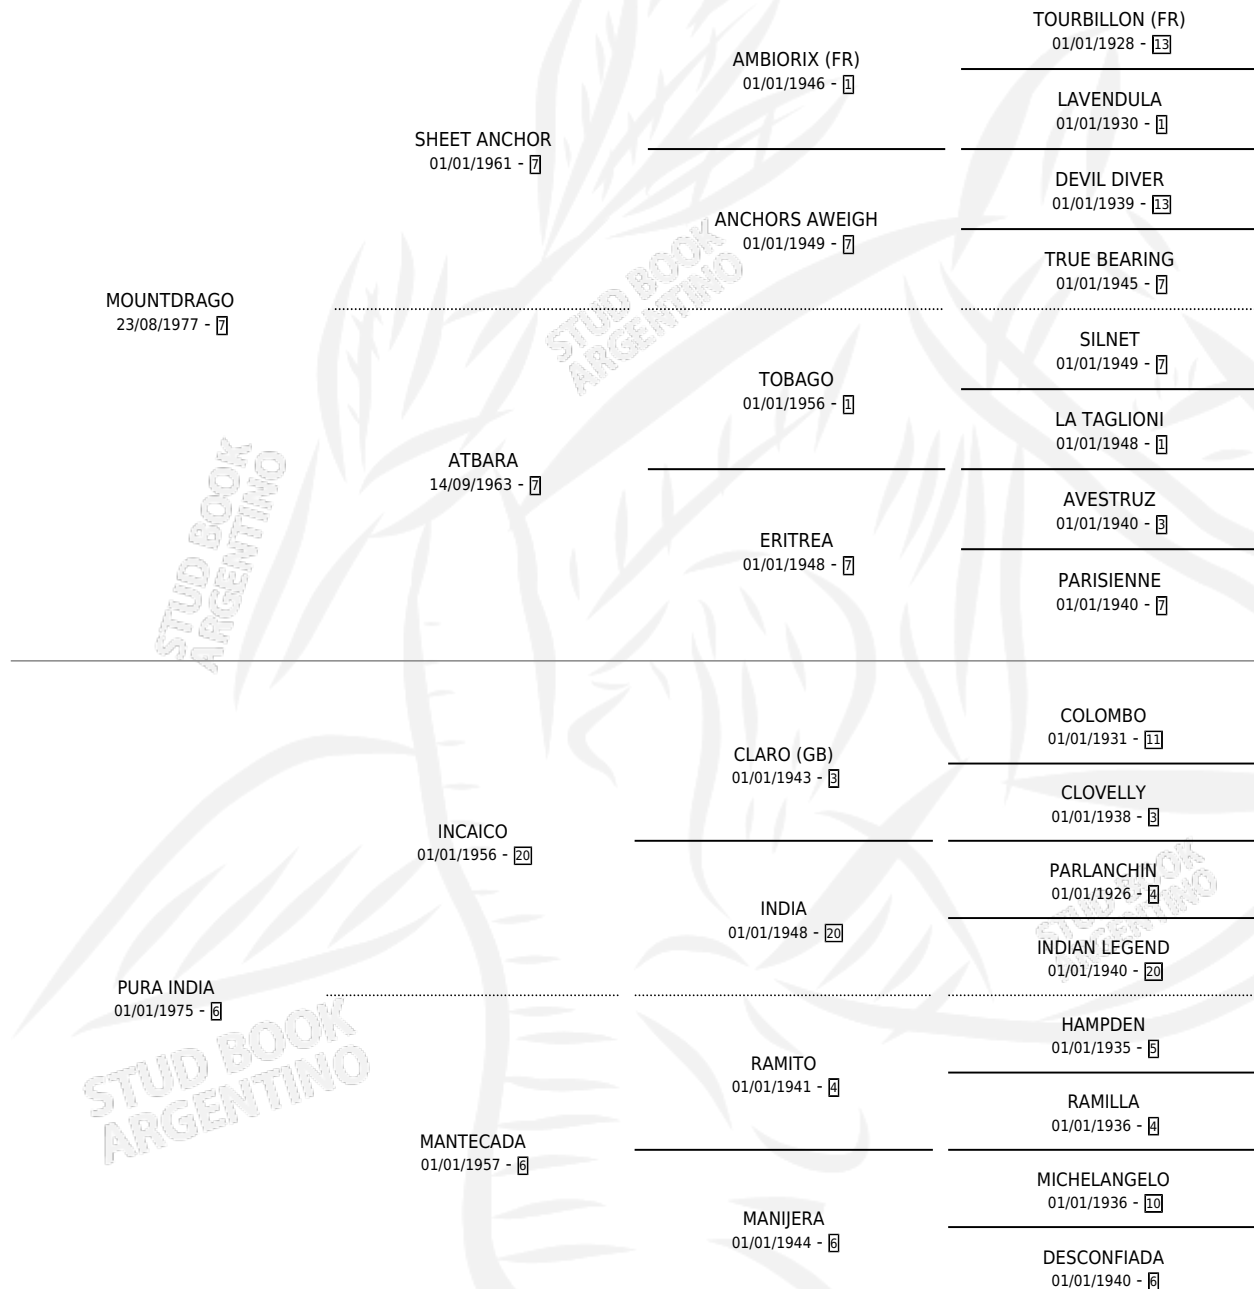 TOURBILLON (FR)
01/01/1928 - 13
AMBIORIX (FR)
01/01/1946 - 1
LAVENDULA
01/01/1930 - 1
SHEET ANCHOR
01/01/1961 - 7
DEVIL DIVER
01/01/1939 - 13
ANCHORS AWEIGH
01/01/1949 - 7
TRUE BEARING
01/01/1945 - 7
MOUNTDRAGO
23/08/1977 - 7
STUD BOOK
ARGENTINO
SILNET
01/01/1949 - 7
TOBAGO
01/01/1956 - 1
LA TAGLIONI
01/01/1948 - 1
ATBARA
14/09/1963 - 7
AVESTRUZ
01/01/1940 - 3
ERITREA
01/01/1948 - 7
PARISIENNE
01/01/1940 - 7
STUD BOOK
ARGENTINO
COLOMBO
01/01/1931 - 11
CLARO (GB)
01/01/1943 - 3
CLOVELLY
01/01/1938 - 3
INCAICO
01/01/1956 - 20
PARLANCHIN
01/01/1926 - 4
INDIA
01/01/1948 - 20
INDIAN LEGEND
01/01/1940 - 20
STUD BOOK
ARGENTINO
PURA INDIA
01/01/1975 - 6
HAMPDEN
01/01/1935 - 5
RAMITO
01/01/1941 - 4
RAMILLA
01/01/1936 - 4
STUD BOOK
ARGENTINO
MANTECADA
01/01/1957 - 6
MICHELANGELO
01/01/1936 - 10
MANIJERA
01/01/1944 - 6
DESCONFIADA
01/01/1940 - 6